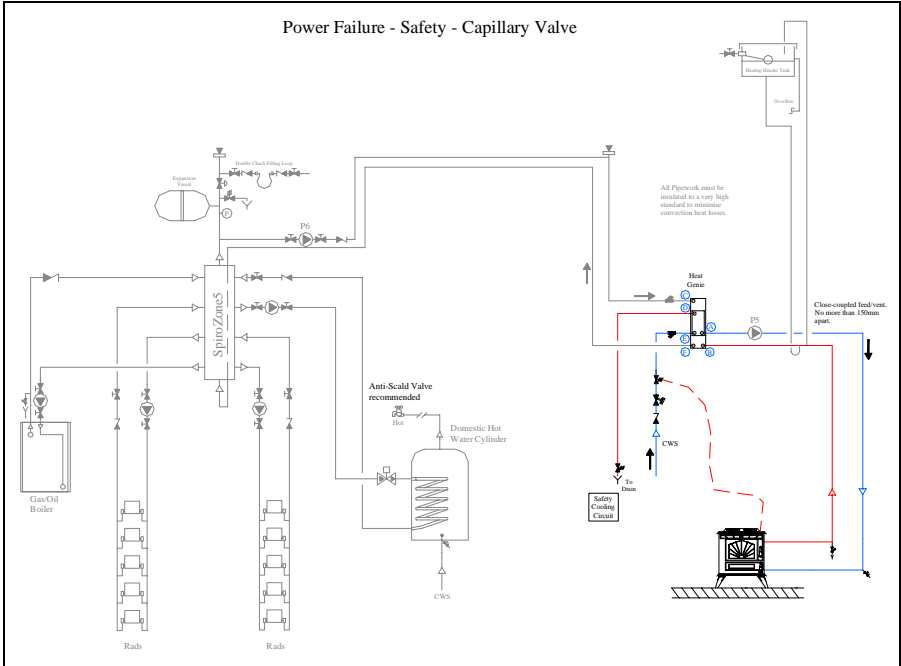 Power Failure - Safety - Capillary Valve
Heating Header Tank
Overflow
Double Check Filling Loop
Expansion
Vessel
P
P6
All Pipework must be
insulated to a very high
standard to minimise
convection heat losses.
Heat
Genie
C
D
A
E
F
B
P5
Close-coupled feed/vent.
No more than 150mm
apart.
SpiroZone5
Anti-Scald Valve
recommended
Hot
Domestic Hot
Water Cylinder
CWS
To
Drain
Safety
Cooling
Circuit
Gas/Oil
Boiler
CWS
Rads
Rads